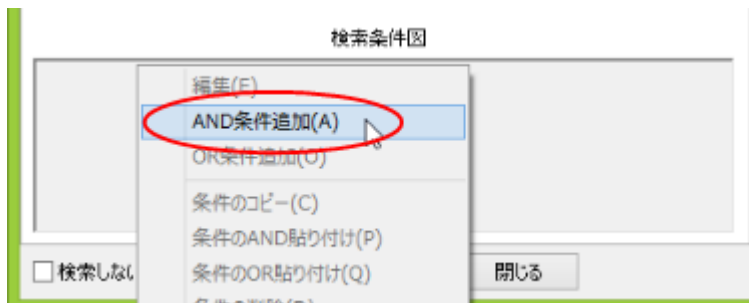 検索条件図
編集(E)
AND条件追加(A)
OR条件追加(O)
条件のコピー(C)
条件のAND貼り付け(P)
検索しない
条件のOR貼り付け(Q)
閉じる